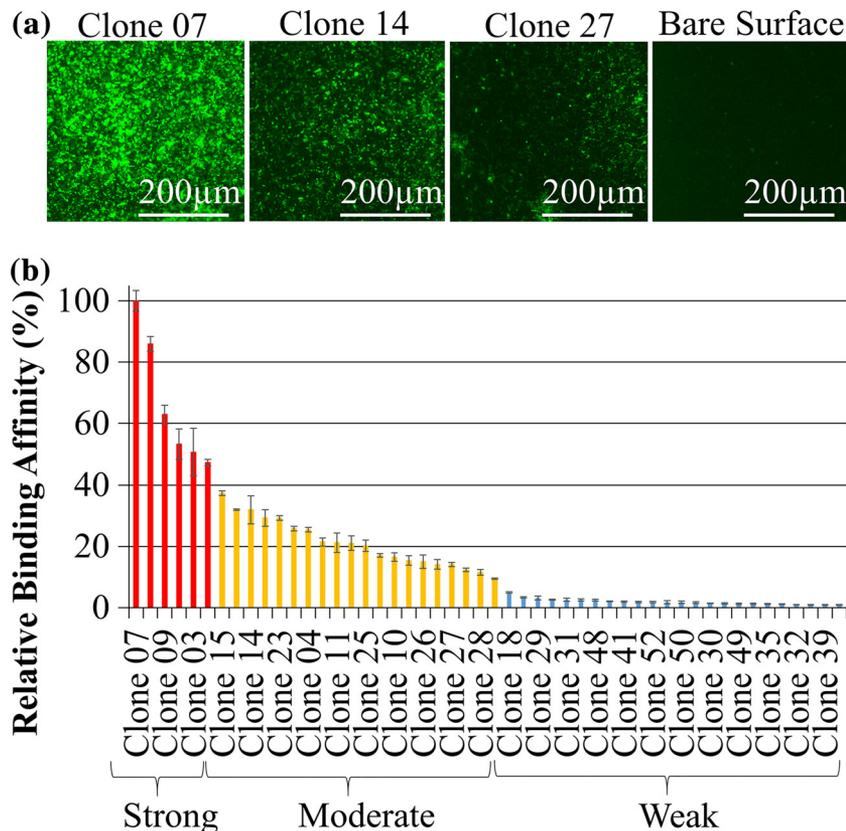 (a) Clone 07 Clone 14 Clone 27 Bare Surface
200µm 200µm 200µm 200µm
(b)
Relative Binding Affinity (%)
100
80
60
40
20
0
Clone 07
Clone 09
Clone 03
Clone 15
Clone 14
Clone 23
Clone 04
Clone 11
Clone 25
Clone 10
Clone 26
Clone 27
Clone 28
Clone 18
Clone 29
Clone 31
Clone 48
Clone 41
Clone 52
Clone 50
Clone 30
Clone 49
Clone 35
Clone 32
Clone 39
Strong Moderate Weak